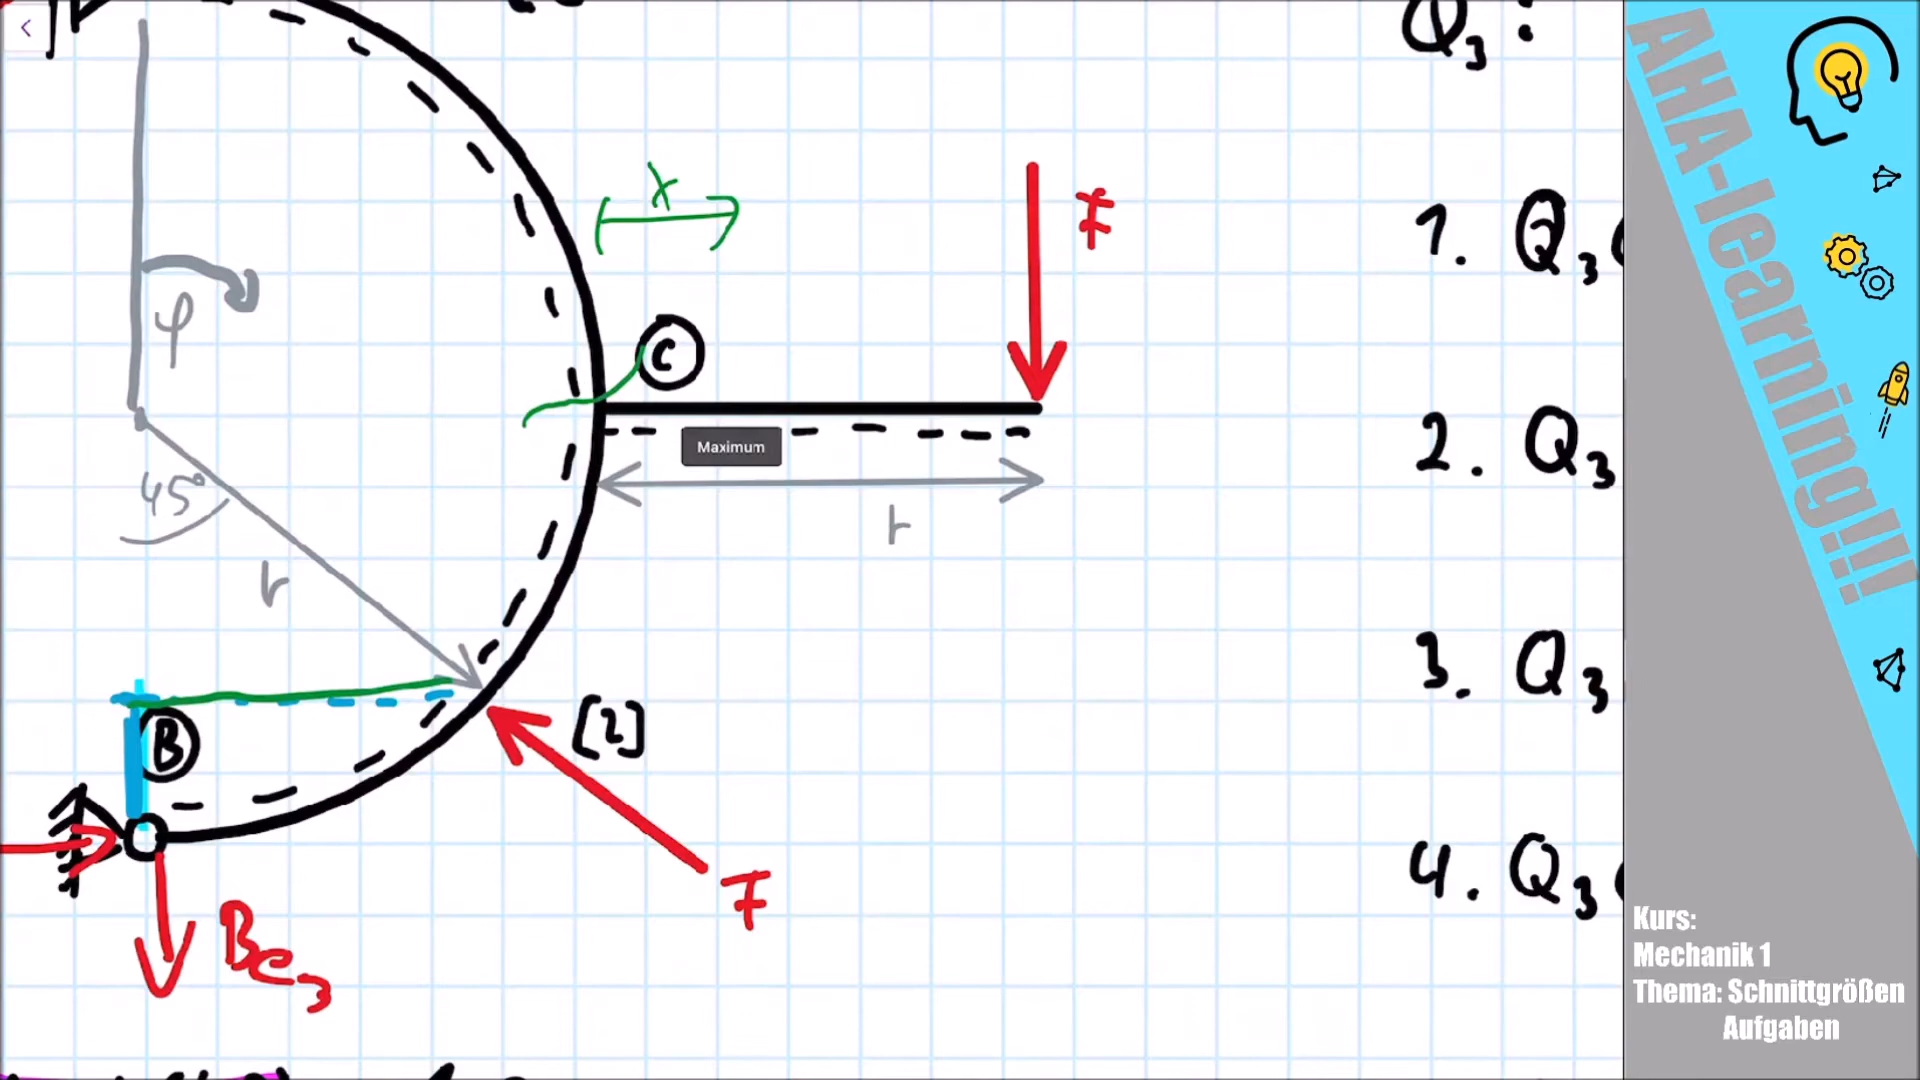 Q₃:
x
F
1. Q₃(
φ
C
Maximum
2. Q₃
45°
r
r
3. Q₃
B
[2]
4. Q₃(
F
Be₃
AHA-learning!!!
Kurs:
Mechanik 1
Thema: Schnittgrößen
Aufgaben